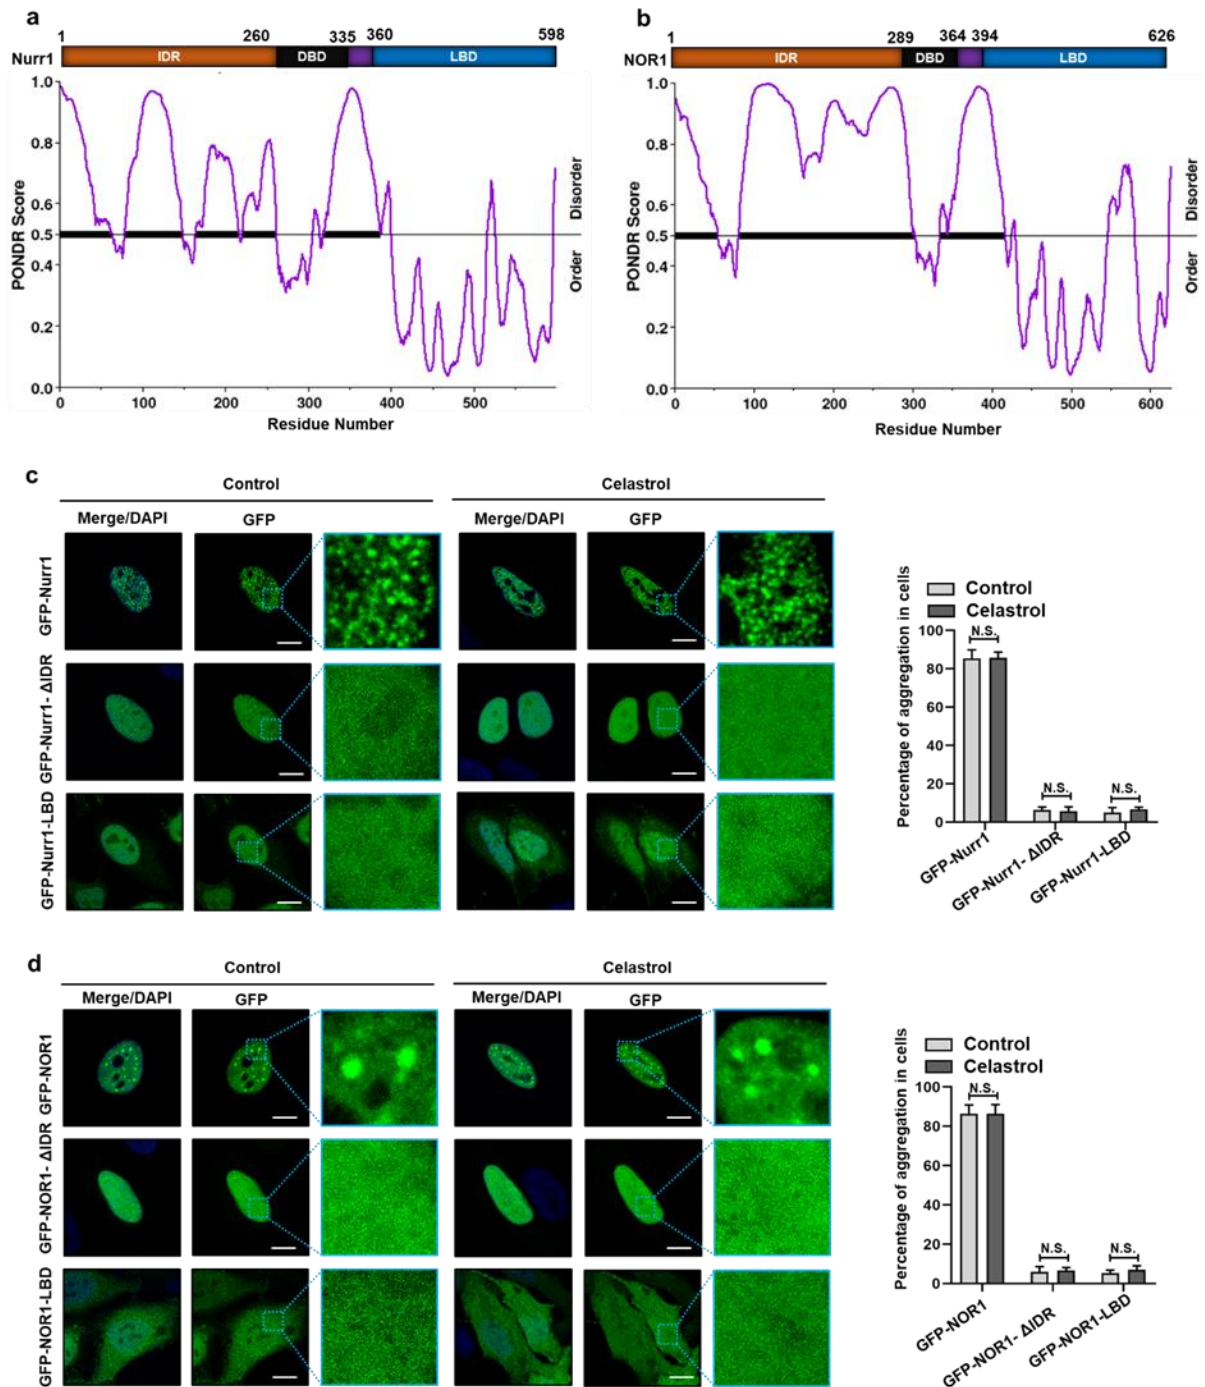 a
1 260 335 360 598
Nurr1 IDR DBD LBD
1.0
0.8
0.6
0.5
0.4
0.2
0.0
PONDR Score
Disorder
Order
0 100 200 300 400 500
Residue Number
b
1 289 364 394 626
NOR1 IDR DBD LBD
1.0
0.8
0.6
0.5
0.4
0.2
0.0
PONDR Score
Disorder
Order
0 100 200 300 400 500 600
Residue Number
c
Control Celastrol
Merge/DAPI GFP Merge/DAPI GFP
GFP-Nurr1
GFP-Nurr1- ΔIDR
GFP-Nurr1-LBD
Control
Celastrol
Percentage of aggregation in cells
100
80
60
40
20
0
N.S.
N.S.
N.S.
GFP-Nurr1
GFP-Nurr1- ΔIDR
GFP-Nurr1-LBD
d
Control Celastrol
Merge/DAPI GFP Merge/DAPI GFP
GFP-NOR1
GFP-NOR1- ΔIDR
GFP-NOR1-LBD
Control
Celastrol
Percentage of aggregation in cells
100
80
60
40
20
0
N.S.
N.S.
N.S.
GFP-NOR1
GFP-NOR1- ΔIDR
GFP-NOR1-LBD